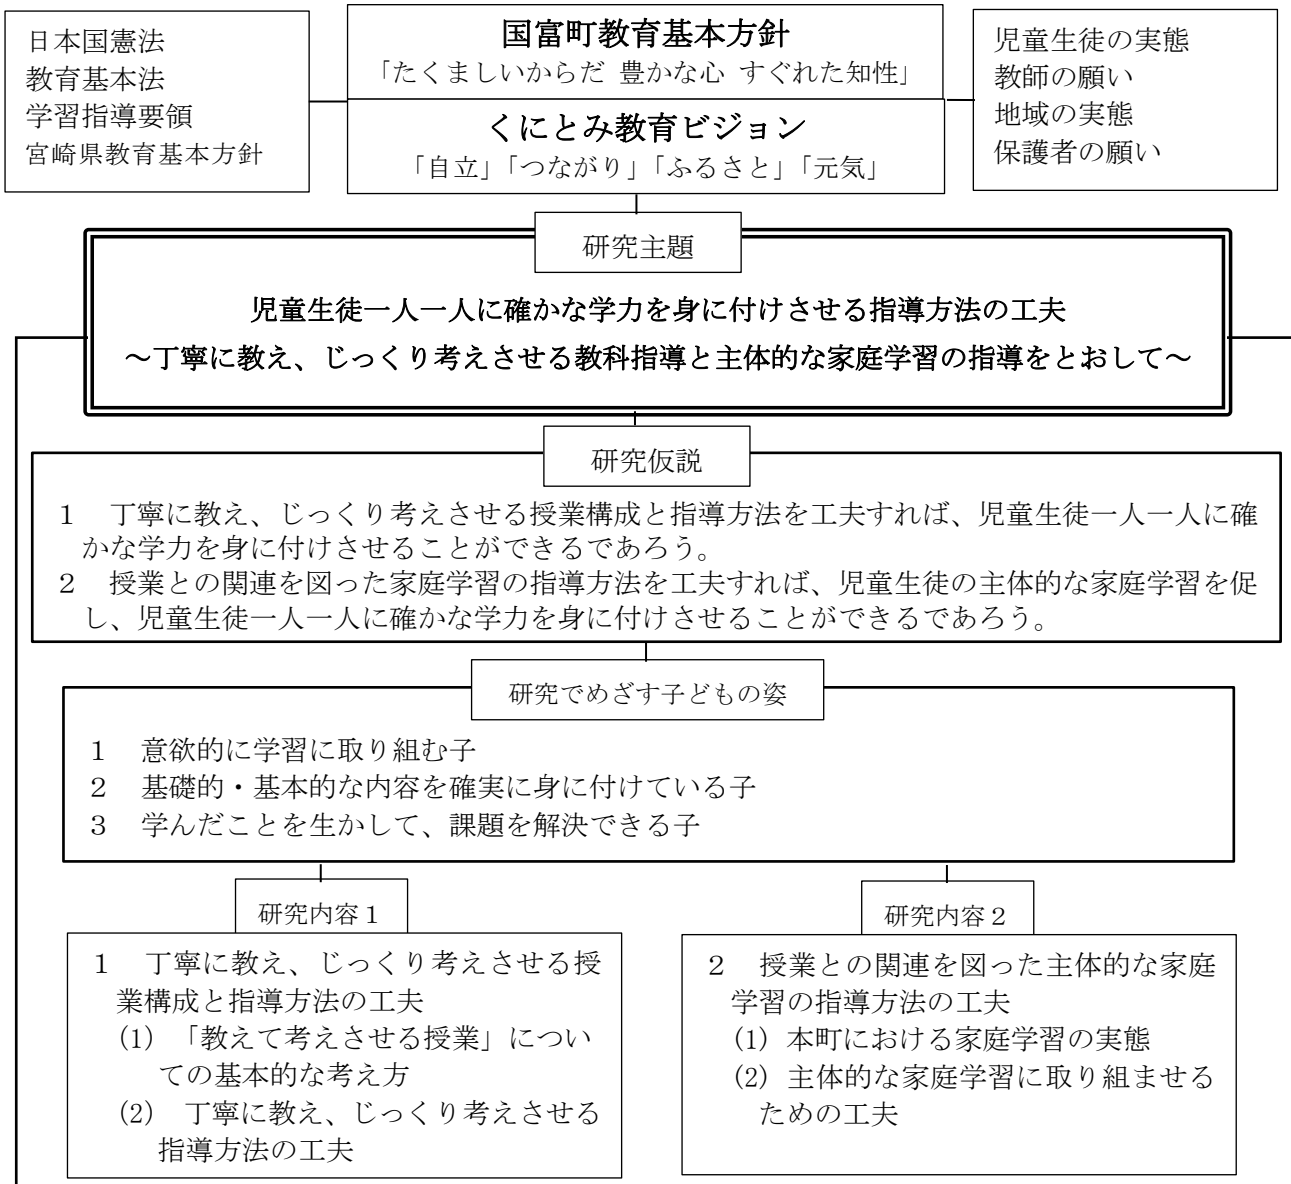 日本国憲法
教育基本法
学習指導要領
宮崎県教育基本方針
国富町教育基本方針
「たくましいからだ 豊かな心 すぐれた知性」
くにとみ教育ビジョン
「自立」「つながり」「ふるさと」「元気」
児童生徒の実態
教師の願い
地域の実態
保護者の願い
研究主題
児童生徒一人一人に確かな学力を身に付けさせる指導方法の工夫
～丁寧に教え、じっくり考えさせる教科指導と主体的な家庭学習の指導をとおして～
研究仮説
１　丁寧に教え、じっくり考えさせる授業構成と指導方法を工夫すれば、児童生徒一人一人に確
かな学力を身に付けさせることができるであろう。
２　授業との関連を図った家庭学習の指導方法を工夫すれば、児童生徒の主体的な家庭学習を促
し、児童生徒一人一人に確かな学力を身に付けさせることができるであろう。
研究でめざす子どもの姿
１　意欲的に学習に取り組む子
２　基礎的・基本的な内容を確実に身に付けている子
３　学んだことを生かして、課題を解決できる子
研究内容１
１　丁寧に教え、じっくり考えさせる授
業構成と指導方法の工夫
(1) 「教えて考えさせる授業」につい
ての基本的な考え方
(2) 丁寧に教え、じっくり考えさせる
指導方法の工夫
研究内容２
２　授業との関連を図った主体的な家庭
学習の指導方法の工夫
(1) 本町における家庭学習の実態
(2) 主体的な家庭学習に取り組ませる
ための工夫